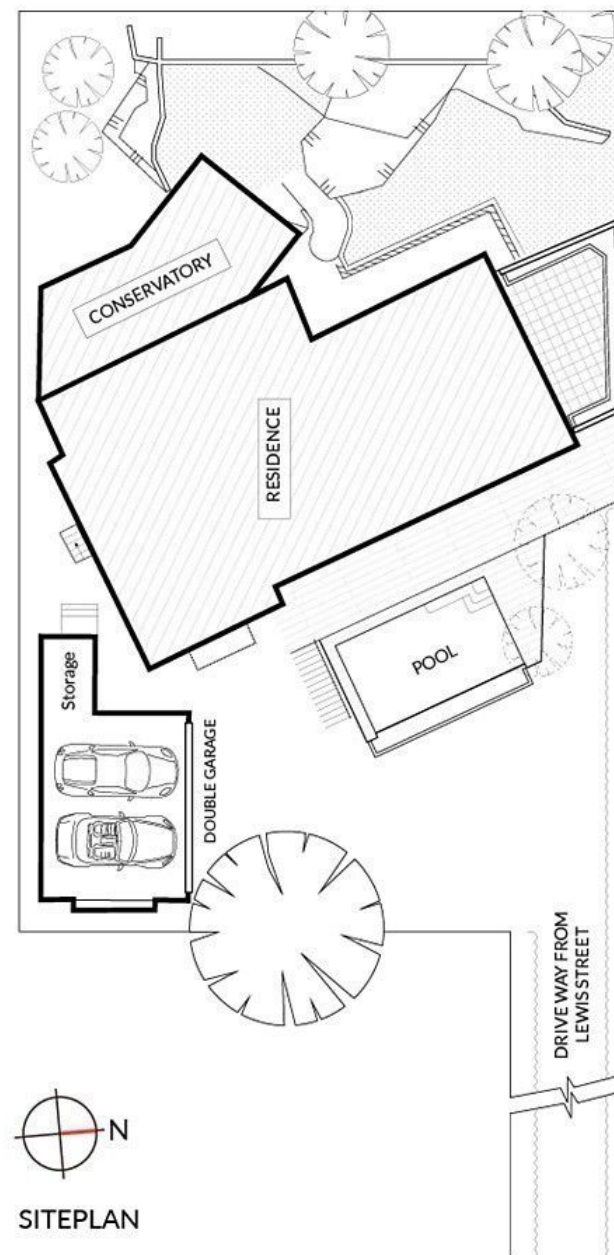 CONSERVATORY
RESIDENCE
POOL
Storage
DOUBLE GARAGE
DRIVE WAY FROM
LEWIS STREET
N
SITEPLAN